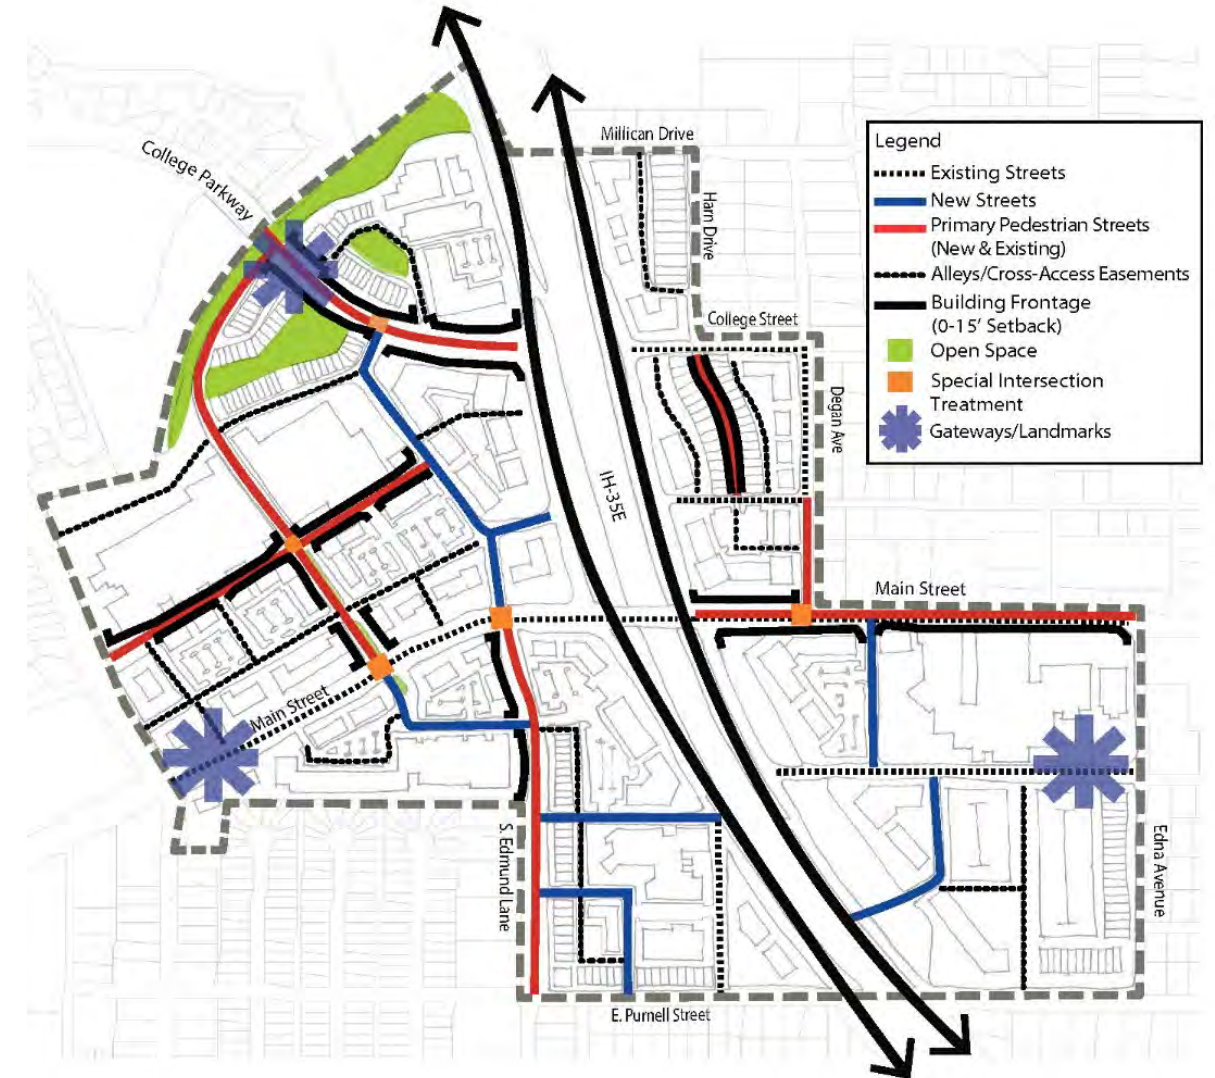 College Parkway
Millican Drive
Harn Drive
College Street
Degan Ave
IH-35E
Main Street
Main Street
S. Edmund Lane
Edna Avenue
E. Purnell Street
Legend
Existing Streets
New Streets
Primary Pedestrian Streets
(New & Existing)
Alleys/Cross-Access Easements
Building Frontage
(0-15' Setback)
Open Space
Special Intersection
Treatment
Gateways/Landmarks